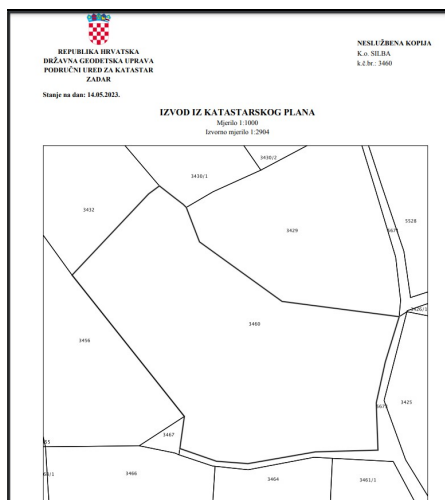 REPUBLIKA HRVATSKA
DRŽAVNA GEODETSKA UPRAVA
PODRUČNI URED ZA KATASTAR
ZADAR
Stanje na dan: 14.05.2023.
NESLUŽBENA KOPIJA
K.o. SILBA
k.č.br.: 3460
IZVOD IZ KATASTARSKOG PLANA
Mjerilo 1:1000
Izvorno mjerilo 1:2904
3430/2
3430/1
3432
3429
5528
3460
3458
3425
3467
3466
3464
3461/1